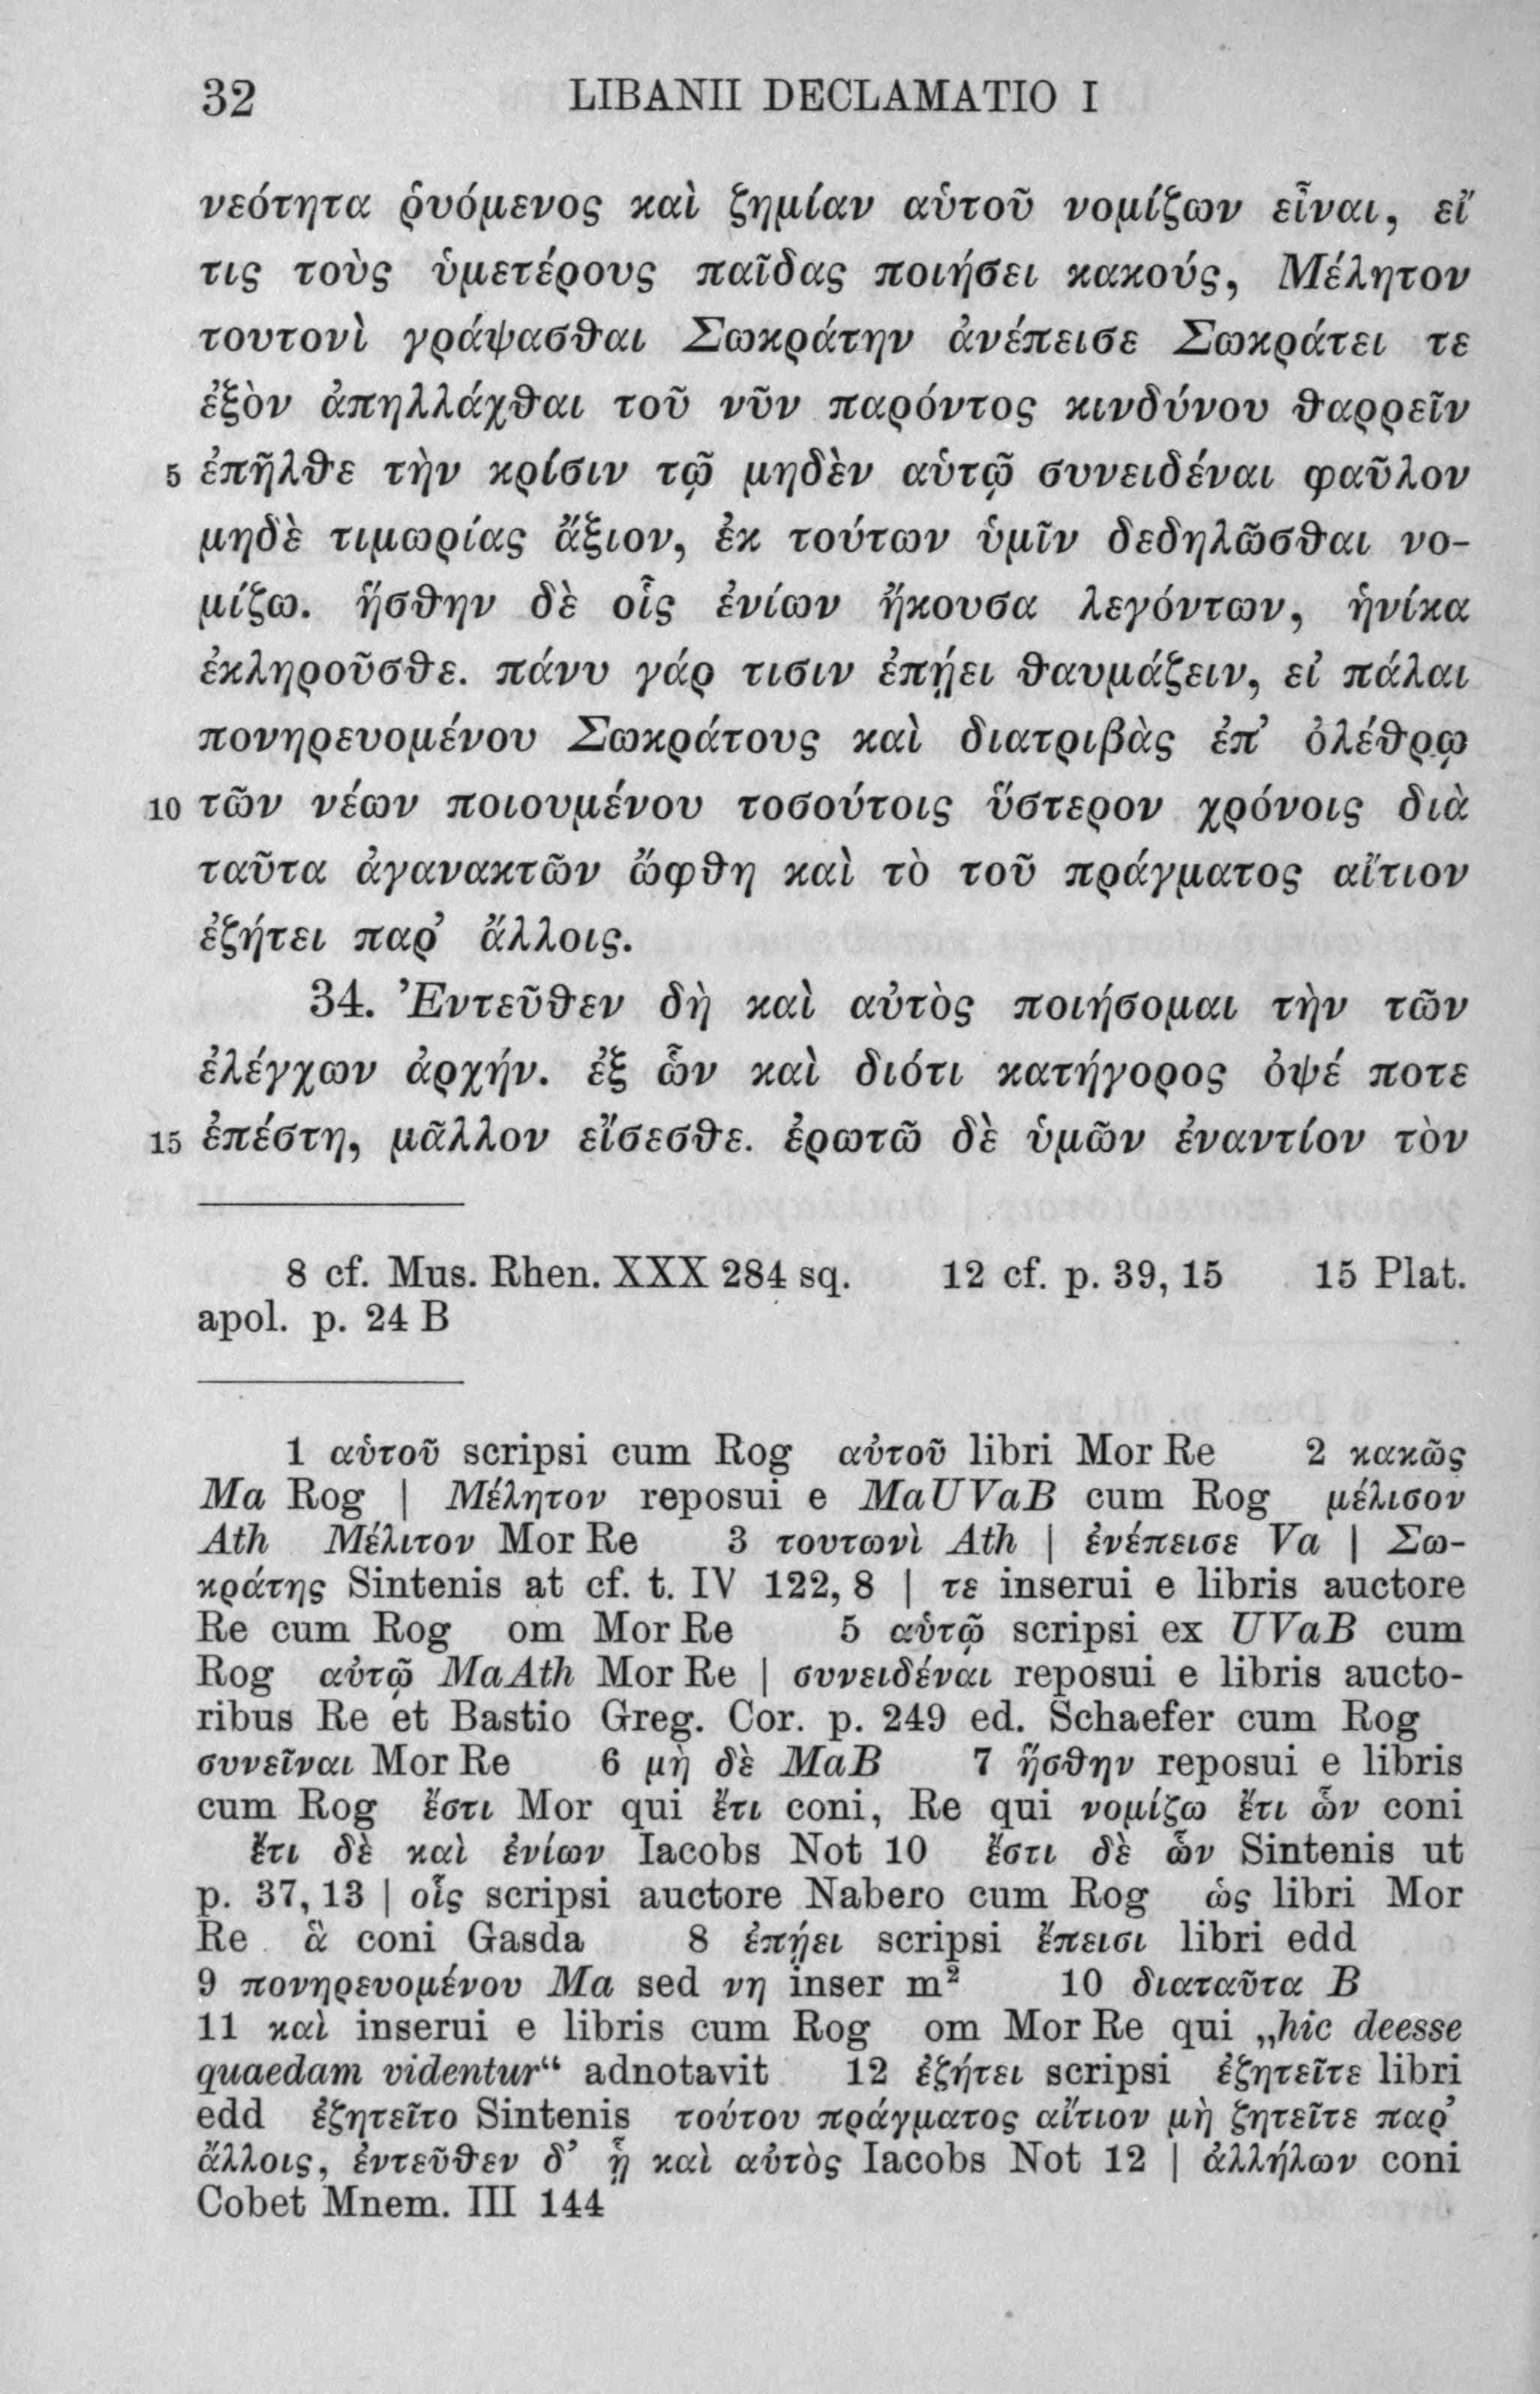 32 LIBANII DECLAMATIO I
νεότητα ῥυόμενος καὶ ζημίαν αὑτοῦ νομίζων εἶναι, εἴ
τις τοὺς ὑμετέρους παῖδας ποιήσει κακούς, Μέλητον
τουτονὶ γράψασθαι Σωκράτην ἀνέπεισε Σωκράτει τε
ἐξὸν ἀπηλλάχθαι τοῦ νῦν παρόντος κινδύνου θαρρεῖν
5 ἐπῆλθε τὴν κρίσιν τῷ μηδὲν αὑτῷ συνειδέναι φαῦλον
μηδὲ τιμωρίας ἄξιον, ἐκ τούτων ὑμῖν δεδηλῶσθαι νο-
μίζω. ἥσθην δὲ οἷς ἐνίων ἤκουσα λεγόντων, ἡνίκα
ἐκληροῦσθε. πάνυ γάρ τισιν ἐπῄει θαυμάζειν, εἰ πάλαι
πονηρευομένου Σωκράτους καὶ διατριβὰς ἐπ’ ὀλέθρῳ
10 τῶν νέων ποιουμένου τοσούτοις ὕστερον χρόνοις διὰ
ταῦτα ἀγανακτῶν ὤφθη καὶ τὸ τοῦ πράγματος αἴτιον
ἐζήτει παρ’ ἄλλοις.
34. Ἐντεῦθεν δὴ καὶ αὐτὸς ποιήσομαι τὴν τῶν
ἐλέγχων ἀρχήν. ἐξ ὧν καὶ διότι κατήγορος ὀψέ ποτε
15 ἐπέστη, μᾶλλον εἴσεσθε. ἐρωτῶ δὲ ὑμῶν ἐναντίον τὸν
8 cf. Mus. Rhen. XXX 284 sq. 12 cf. p. 39, 15 15 Plat.
apol. p. 24 B
1 αὑτοῦ scripsi cum Rog αὐτοῦ libri Mor Re 2 κακῶς
Ma Rog | Μέλητον reposui e MaUVaB cum Rog μέλισον
Ath Μέλιτον Mor Re 3 τουτωνὶ Ath | ἐνέπεισε Va | Σω-
κράτης Sintenis at cf. t. IV 122, 8 | τε inserui e libris auctore
Re cum Rog om Mor Re 5 αὑτῷ scripsi ex UVaB cum
Rog αὐτῷ MaAth Mor Re | συνειδέναι reposui e libris aucto-
ribus Re et Bastio Greg. Cor. p. 249 ed. Schaefer cum Rog
συνεῖναι Mor Re 6 μὴ δὲ MaB 7 ἥσθην reposui e libris
cum Rog ἔστι Mor qui ἔτι coni, Re qui νομίζω ἔτι ὧν coni
ἔτι δὲ καὶ ἐνίων Iacobs Not 10 ἔστι δὲ ὧν Sintenis ut
p. 37, 13 | οἷς scripsi auctore Nabero cum Rog ὡς libri Mor
Re ἃ coni Gasda 8 ἐπῄει scripsi ἔπεισι libri edd
9 πονηρευομένου Ma sed νη inser m² 10 διαταῦτα B
11 καὶ inserui e libris cum Rog om Mor Re qui „hic deesse
quaedam videntur“ adnotavit 12 ἐζήτει scripsi ἐζητεῖτε libri
edd ἐζητεῖτο Sintenis τούτου πράγματος αἴτιον μὴ ζητεῖτε παρ’
ἄλλοις, ἐντεῦθεν δ’ ᾗ καὶ αὐτὸς Iacobs Not 12 | ἀλλήλων coni
Cobet Mnem. III 144